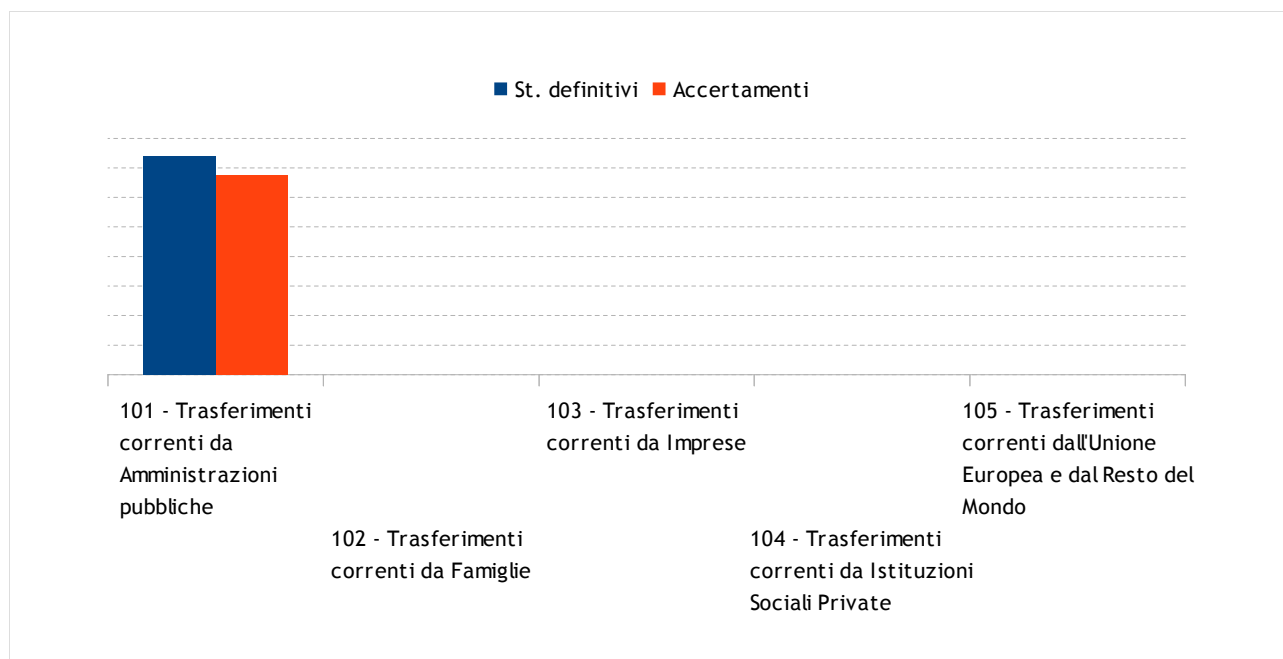 St. definitivi
Accertamenti
101 - Trasferimenti
correnti da
Amministrazioni
pubbliche
102 - Trasferimenti
correnti da Famiglie
103 - Trasferimenti
correnti da Imprese
104 - Trasferimenti
correnti da Istituzioni
Sociali Private
105 - Trasferimenti
correnti dall'Unione
Europea e dal Resto del
Mondo